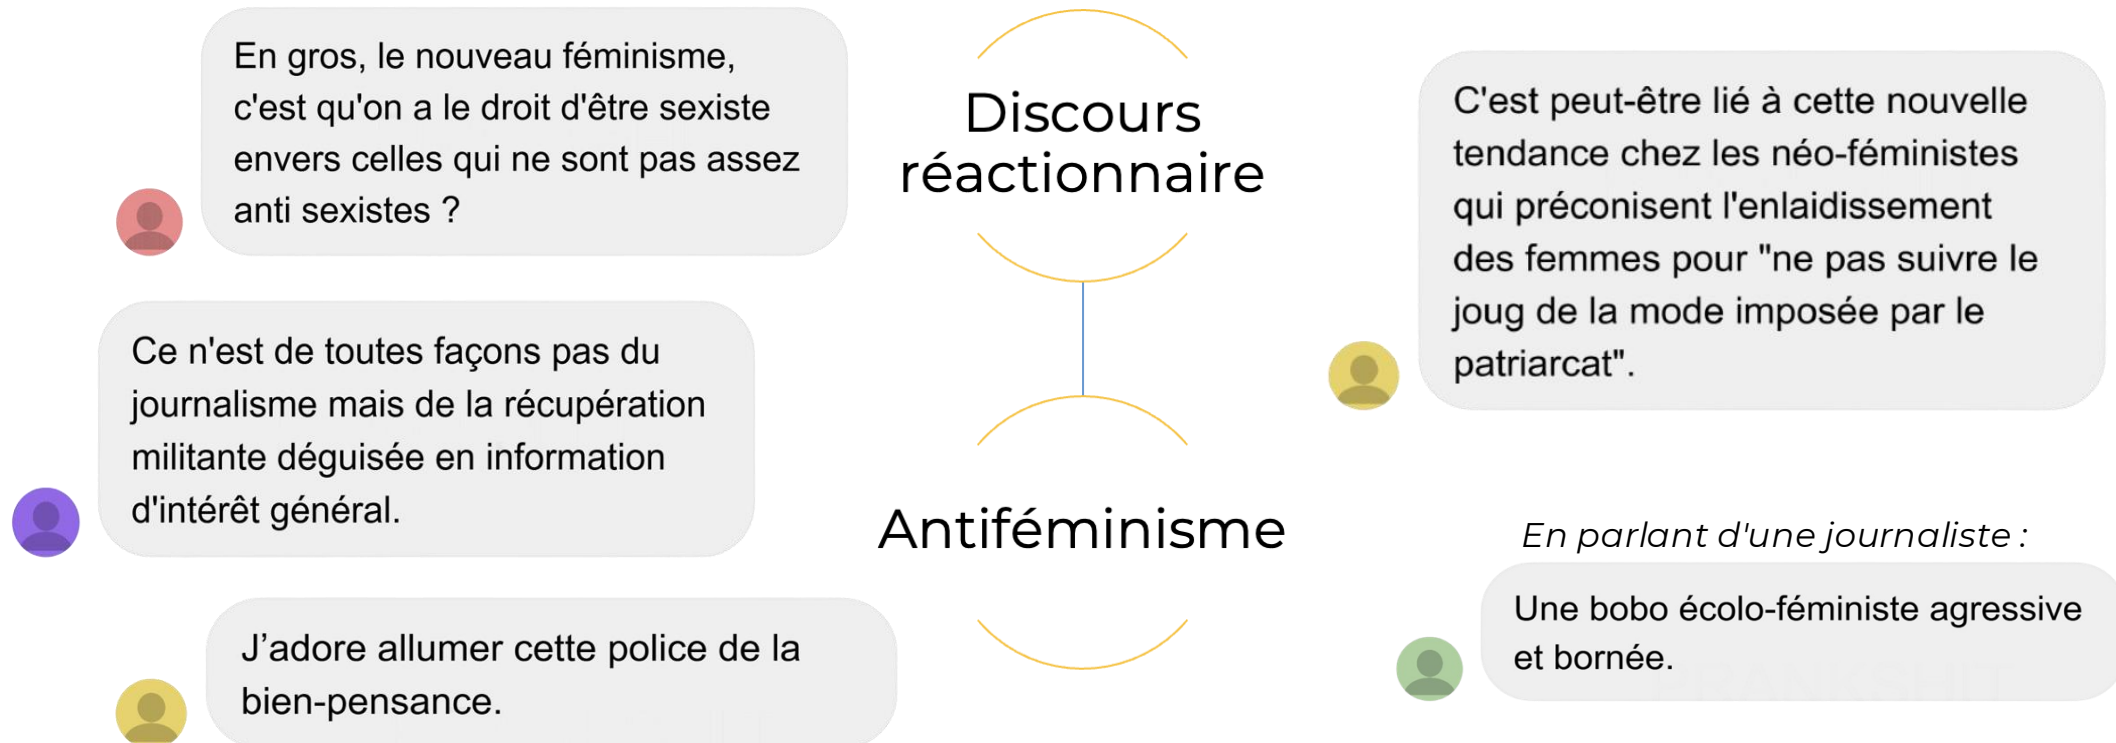 En gros, le nouveau féminisme,
c'est qu'on a le droit d'être sexiste
envers celles qui ne sont pas assez
anti sexistes ?
Ce n'est de toutes façons pas du
journalisme mais de la récupération
militante déguisée en information
d'intérêt général.
J’adore allumer cette police de la
bien-pensance.
Discours
réactionnaire
Antiféminisme
C'est peut-être lié à cette nouvelle
tendance chez les néo-féministes
qui préconisent l'enlaidissement
des femmes pour "ne pas suivre le
joug de la mode imposée par le
patriarcat".
En parlant d'une journaliste :
Une bobo écolo-féministe agressive
et bornée.